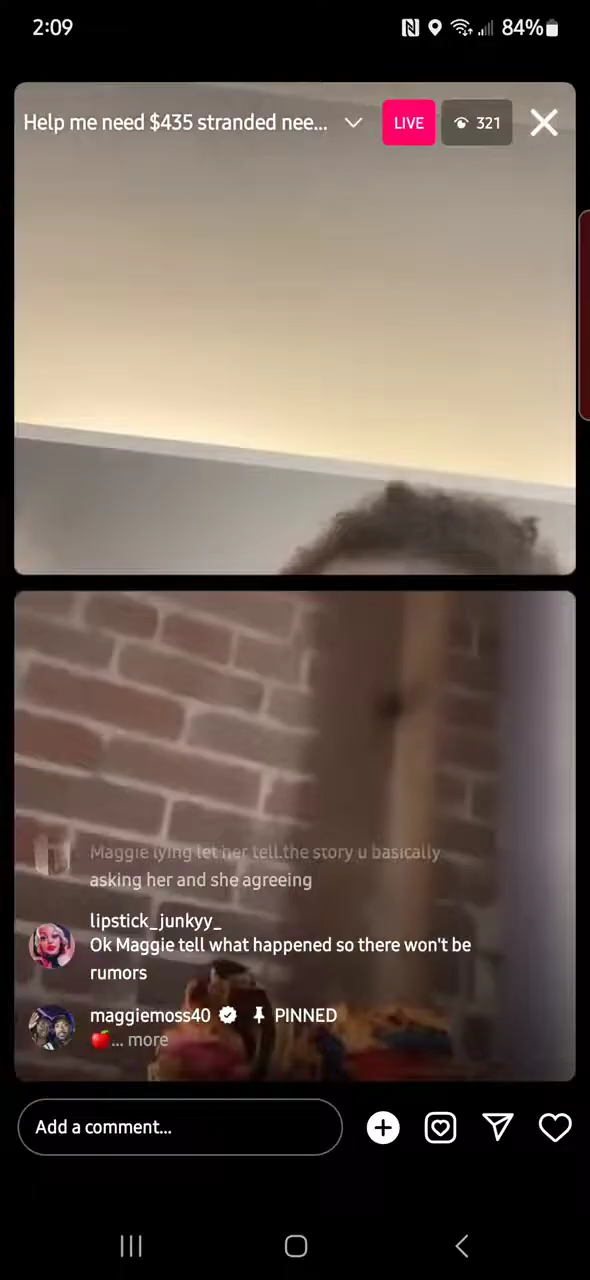 2:09
84%
Help me need $435 stranded nee...
LIVE
321
Maggie lying let her tell.the story u basically
asking her and she agreeing
lipstick_junkyy_
Ok Maggie tell what happened so there won't be
rumors
maggiemoss40 PINNED
🍎... more
Add a comment...